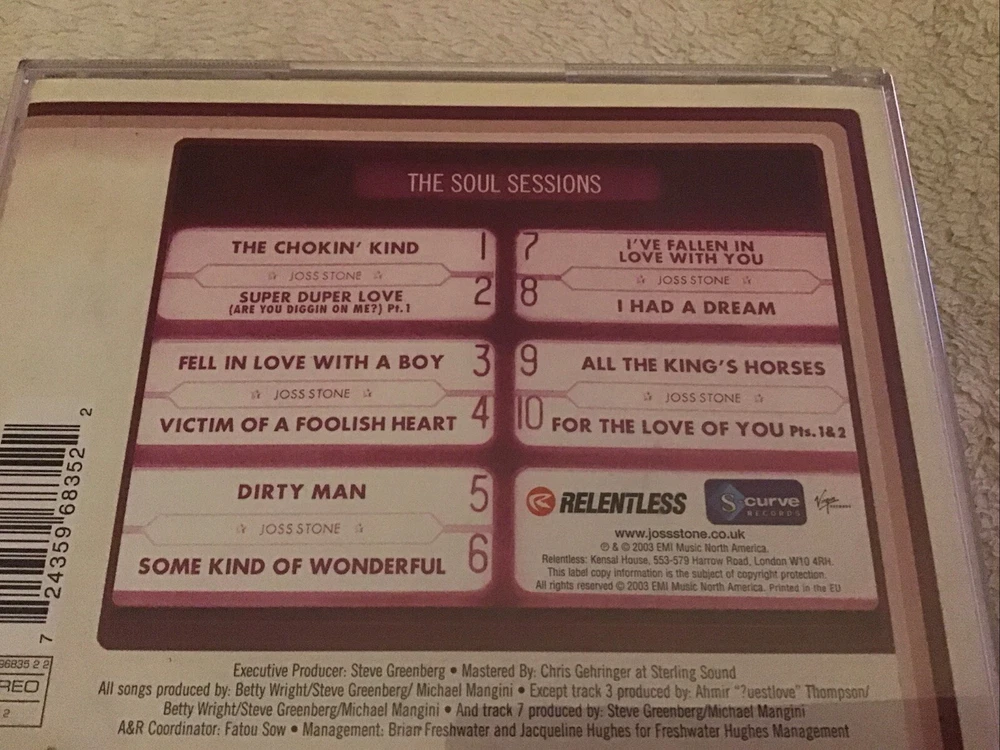 THE SOUL SESSIONS
THE CHOKIN' KIND 1
☆ JOSS STONE ☆
SUPER DUPER LOVE 2
(ARE YOU DIGGIN ON ME?) Pt.1
FELL IN LOVE WITH A BOY 3
☆ JOSS STONE ☆
VICTIM OF A FOOLISH HEART 4
DIRTY MAN 5
☆ JOSS STONE ☆
SOME KIND OF WONDERFUL 6
7 I'VE FALLEN IN
LOVE WITH YOU
☆ JOSS STONE ☆
8 I HAD A DREAM
9 ALL THE KING'S HORSES
☆ JOSS STONE ☆
10 FOR THE LOVE OF YOU Pts.1&2
RELENTLESS S curve Virgin
RECORDS
www.jossstone.co.uk
℗ & © 2003 EMI Music North America.
Relentless: Kensal House, 553-579 Harrow Road, London W10 4RH.
This label copy information is the subject of copyright protection.
All rights reserved © 2003 EMI Music North America. Printed in the EU
7 24359 68352 2
96835 2 2
REO
2
Executive Producer: Steve Greenberg • Mastered By: Chris Gehringer at Sterling Sound
All songs produced by: Betty Wright/Steve Greenberg/ Michael Mangini • Except track 3 produced by: Ahmir "?uestlove" Thompson/
Betty Wright/Steve Greenberg/Michael Mangini • And track 7 produced by: Steve Greenberg/Michael Mangini
A&R Coordinator: Fatou Sow • Management: Brian Freshwater and Jacqueline Hughes for Freshwater Hughes Management